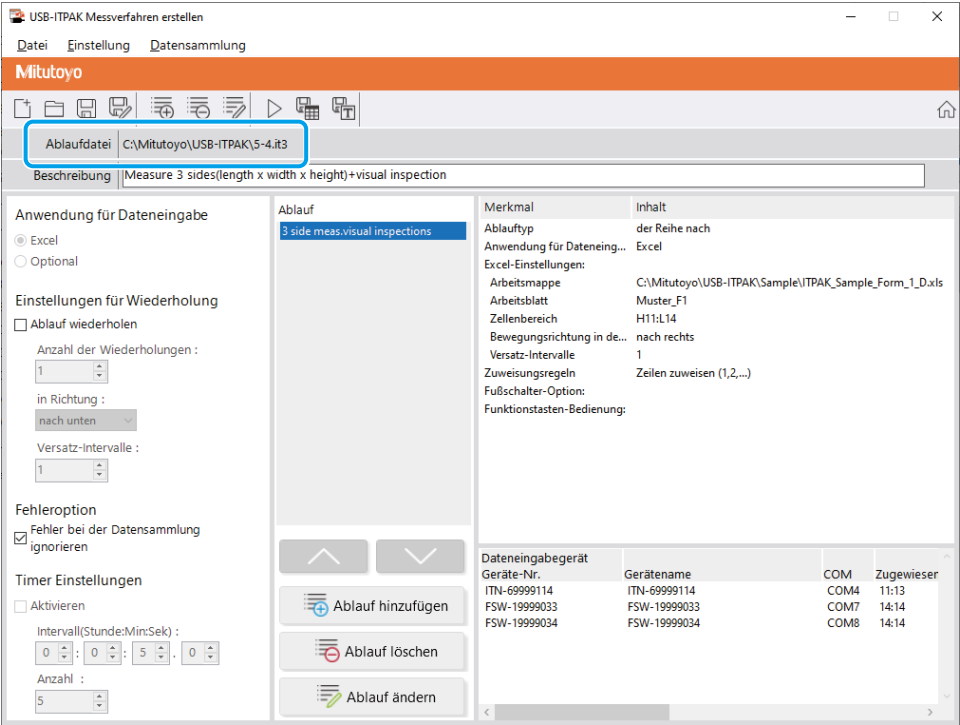 USB-ITPAK Messverfahren erstellen
Datei Einstellung Datensammlung
Mitutoyo
Ablaufdatei C:\Mitutoyo\USB-ITPAK\5-4.it3
Beschreibung Measure 3 sides(length x width x height)+visual inspection
Anwendung für Dateneingabe
Excel
Optional
Einstellungen für Wiederholung
Ablauf wiederholen
Anzahl der Wiederholungen :
1
in Richtung :
nach unten
Versatz-Intervalle :
1
Fehleroption
Fehler bei der Datensammlung
ignorieren
Timer Einstellungen
Aktivieren
Intervall(Stunde:Min:Sek) :
0 : 0 : 5 . 0
Anzahl :
5
Ablauf
3 side meas.visual inspections
Ablauf hinzufügen
Ablauf löschen
Ablauf ändern
Merkmal Inhalt
Ablauftyp der Reihe nach
Anwendung für Dateneing... Excel
Excel-Einstellungen:
Arbeitsmappe C:\Mitutoyo\USB-ITPAK\Sample\ITPAK_Sample_Form_1_D.xls
Arbeitsblatt Muster_F1
Zellenbereich H11:L14
Bewegungsrichtung in de... nach rechts
Versatz-Intervalle 1
Zuweisungsregeln Zeilen zuweisen (1,2,...)
Fußschalter-Option:
Funktionstasten-Bedienung:
Dateneingabegerät
Geräte-Nr. Gerätename COM Zugewieser
ITN-69999114 ITN-69999114 COM4 11:13
FSW-19999033 FSW-19999033 COM7 14:14
FSW-19999034 FSW-19999034 COM8 14:14